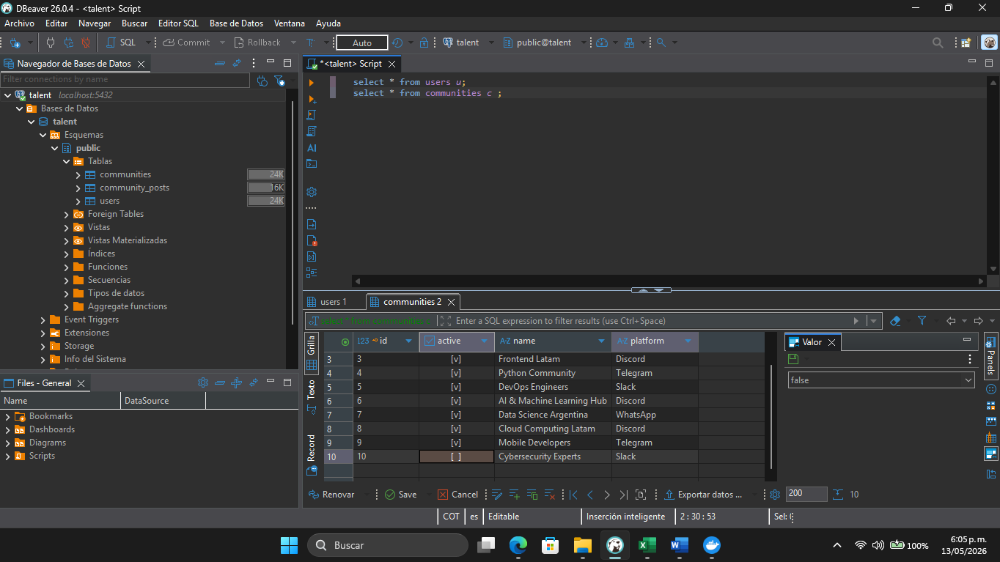 DBeaver 26.0.4 - <talent> Script
Archivo Editar Navegar Buscar Editor SQL Base de Datos Ventana Ayuda
SQL Commit Rollback T Auto talent public@talent
Navegador de Bases de Datos
*<talent> Script
Filter connections by name
select * from users u;
select * from communities c ;
talent localhost:5432
Bases de Datos
talent
Esquemas
public
Tablas
communities 24K
community_posts 16K
users 24K
Foreign Tables
Vistas
Vistas Materializadas
Índices
Funciones
Secuencias
Tipos de datos
Aggregate functions
Event Triggers
Extensiones
Storage
Info del Sistema
AI
users 1 communities 2
select * from communities c Enter a SQL expression to filter results (use Ctrl+Space)
Grilla
Texto
Record
123 id active A-Z name A-Z platform
3 3 [v] Frontend Latam Discord
4 4 [v] Python Community Telegram
5 5 [v] DevOps Engineers Slack
6 6 [v] AI & Machine Learning Hub Discord
7 7 [v] Data Science Argentina WhatsApp
8 8 [v] Cloud Computing Latam Discord
9 9 [v] Mobile Developers Telegram
10 10 [ ] Cybersecurity Experts Slack
Valor
false
Panels
Files - General
Name DataSource
Bookmarks
Dashboards
Diagrams
Scripts
Renovar Save Cancel Exportar datos ... 200 10
COT es Editable Inserción inteligente 2 : 30 : 53
Buscar
100%
6:05 p. m.
13/05/2026